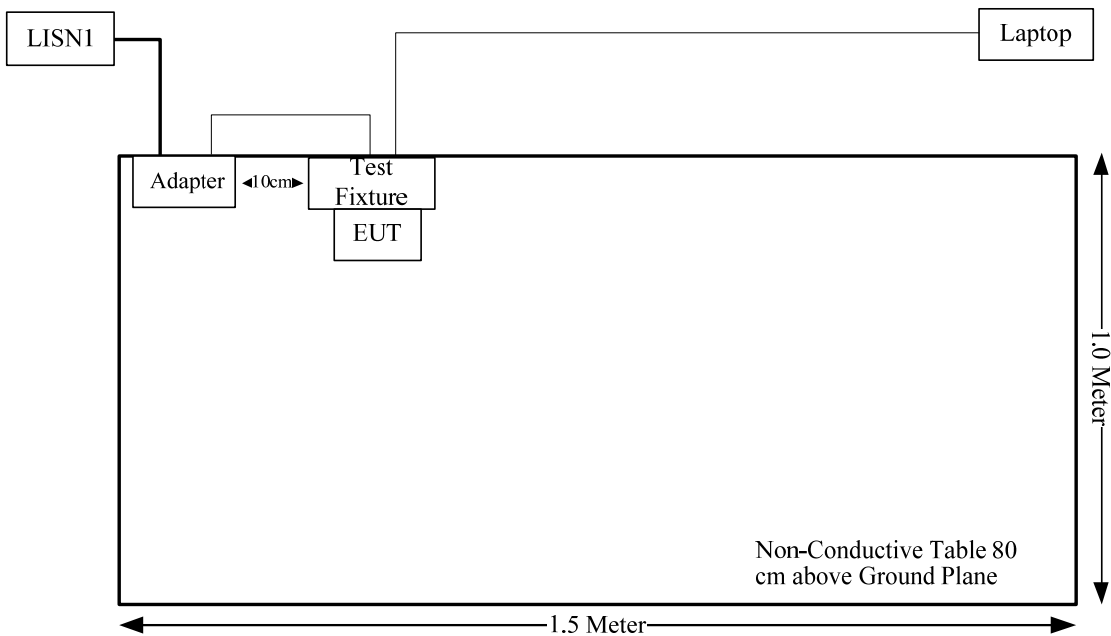 LISN1
Laptop
Adapter
10cm
Test
Fixture
EUT
1.0 Meter
Non-Conductive Table 80
cm above Ground Plane
1.5 Meter